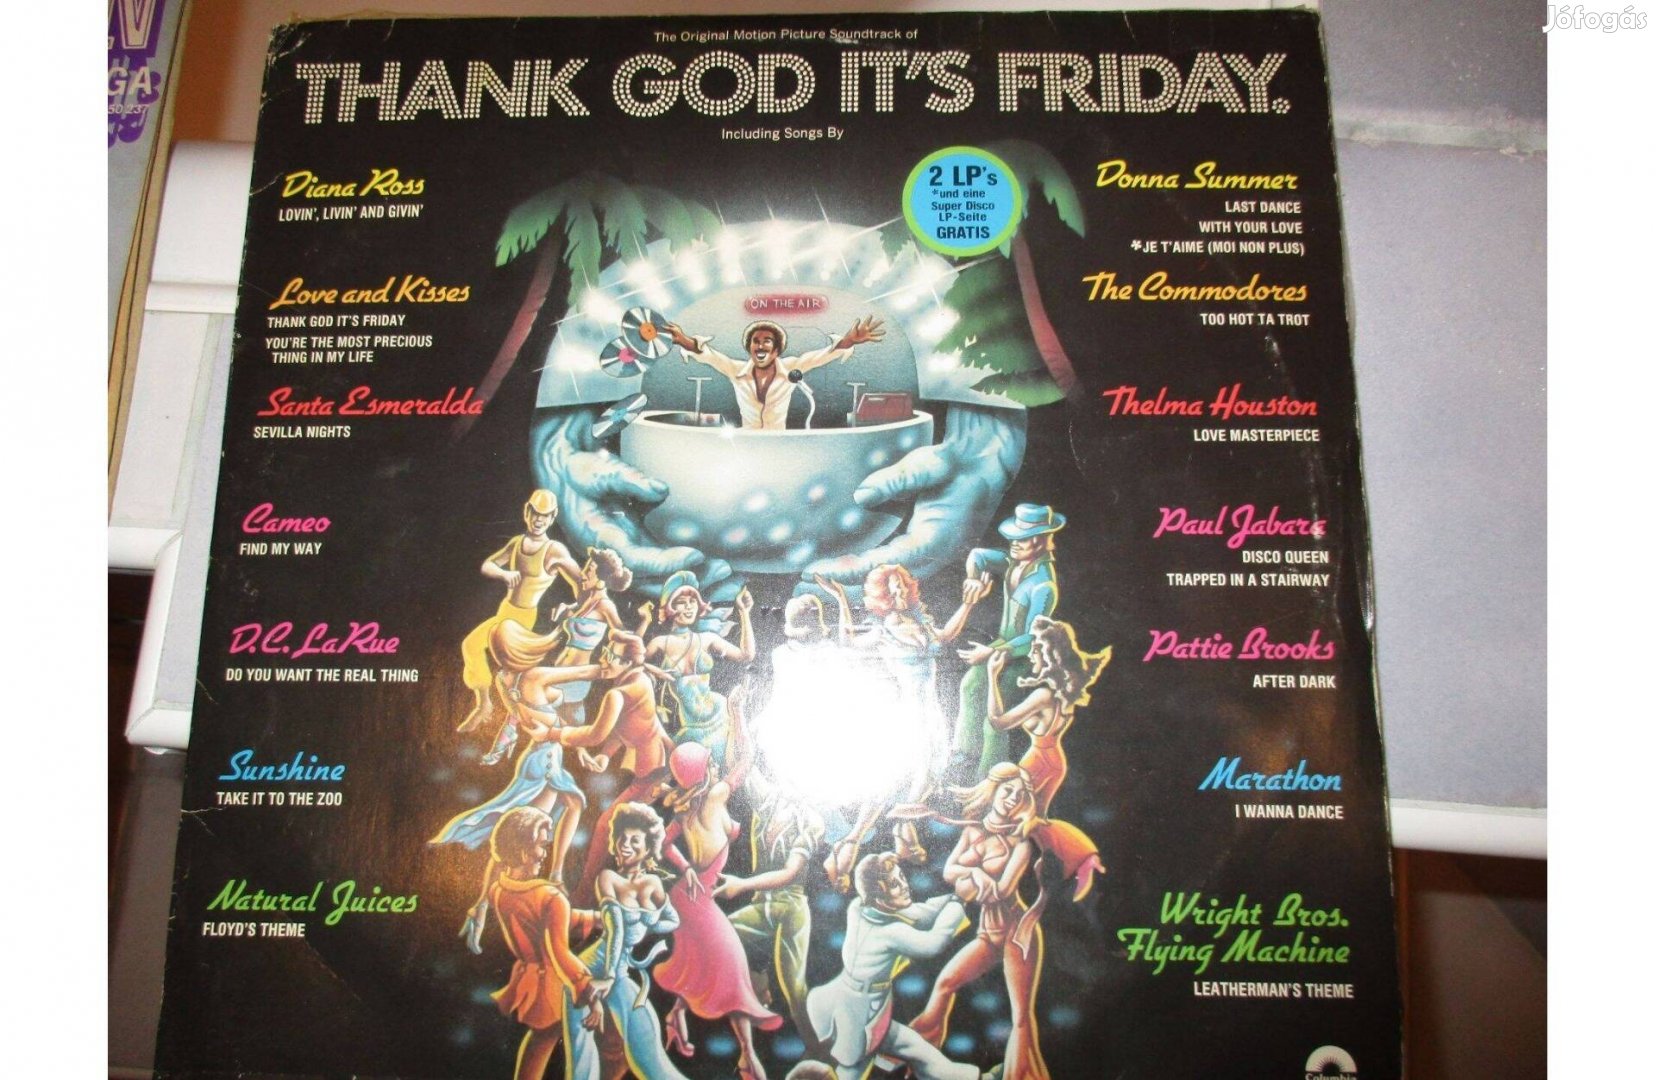 Jófogás
GA
50,237
The Original Motion Picture Soundtrack of
THANK GOD IT'S FRIDAY.
Including Songs By
Diana Ross
LOVIN', LIVIN' AND GIVIN'
Love and Kisses
THANK GOD IT'S FRIDAY
YOU'RE THE MOST PRECIOUS
THING IN MY LIFE
Santa Esmeralda
SEVILLA NIGHTS
Cameo
FIND MY WAY
D.C. LaRue
DO YOU WANT THE REAL THING
Sunshine
TAKE IT TO THE ZOO
Natural Juices
FLOYD'S THEME
2 LP's
*und eine
Super Disco
LP-Seite
GRATIS
ON THE AIR
Donna Summer
LAST DANCE
WITH YOUR LOVE
*JE T'AIME (MOI NON PLUS)
The Commodores
TOO HOT TA TROT
Thelma Houston
LOVE MASTERPIECE
Paul Jabara
DISCO QUEEN
TRAPPED IN A STAIRWAY
Pattie Brooks
AFTER DARK
Marathon
I WANNA DANCE
Wright Bros.
Flying Machine
LEATHERMAN'S THEME
Columbia